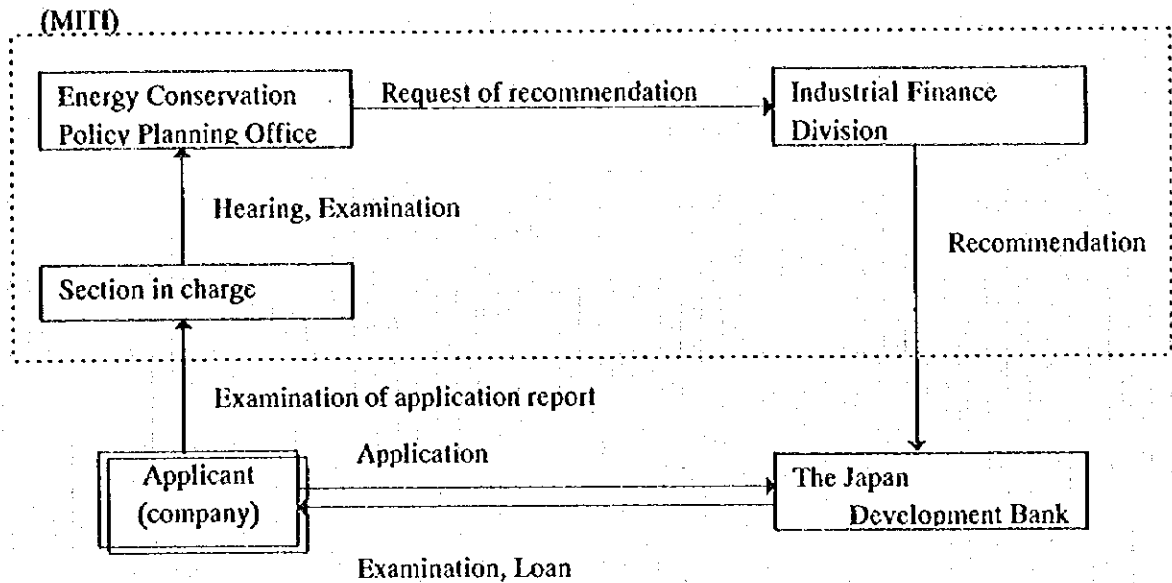 (MITI)
Energy Conservation
Policy Planning Office
Request of recommendation
Industrial Finance
Division
Hearing, Examination
Recommendation
Section in charge
Examination of application report
Applicant
(company)
Application
The Japan
Development Bank
Examination, Loan